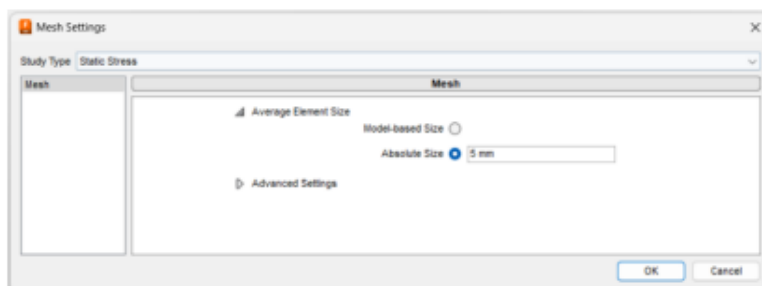 Mesh Settings
Study Type Static Stress
Mesh
Mesh
Average Element Size
Model-based Size
Absolute Size 5 mm
Advanced Settings
OK Cancel